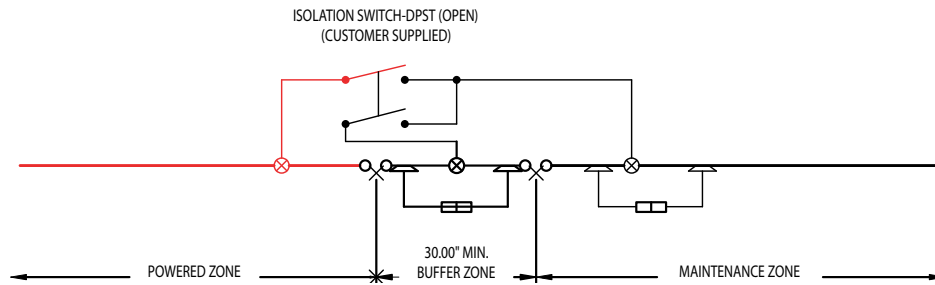 ISOLATION SWITCH-DPST (OPEN)
(CUSTOMER SUPPLIED)
30.00" MIN.
POWERED ZONE
BUFFER ZONE
MAINTENANCE ZONE